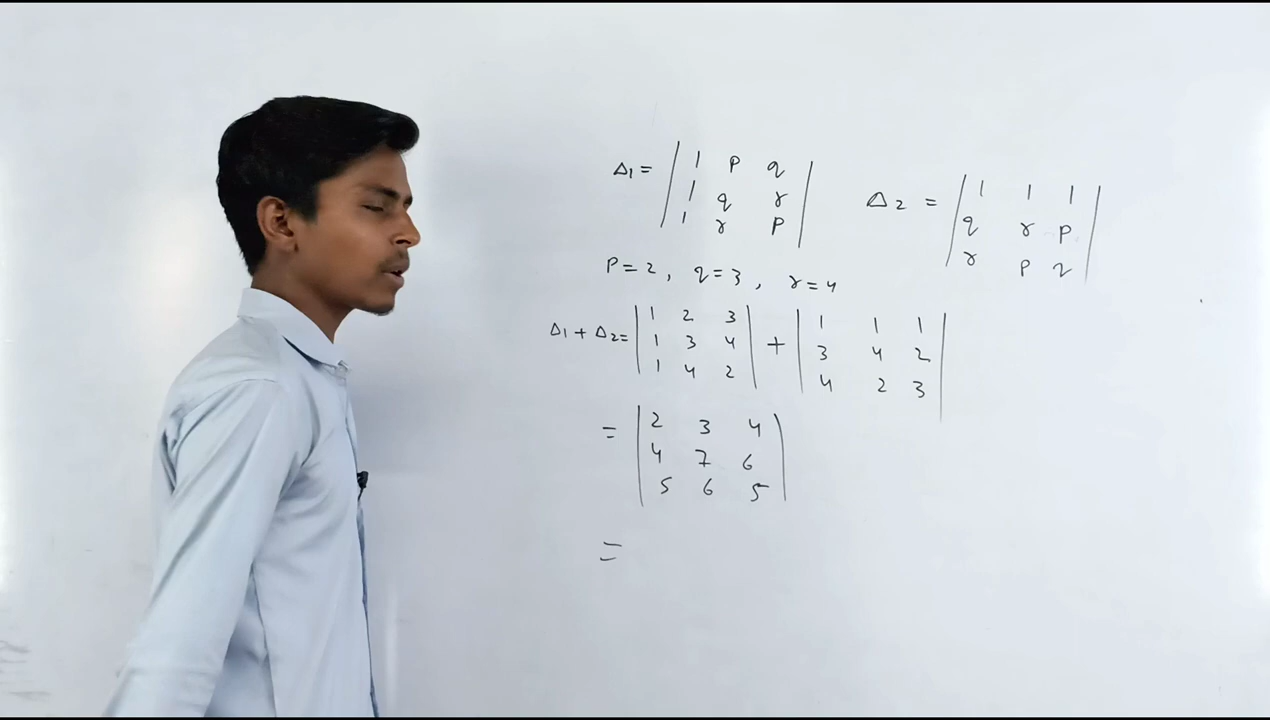 Δ1 = | 1 p q |   Δ2 = | 1 1 1 |
| 1 q r |   | q r p |
| 1 r p |   | r p q |
P = 2, q = 3, r = 4
Δ1 + Δ2 = | 1 2 3 | + | 1 1 1 |
| 1 3 4 |   | 3 4 2 |
| 1 4 2 |   | 4 2 3 |
= | 2 3 4 |
| 4 7 6 |
| 5 6 5 |
=